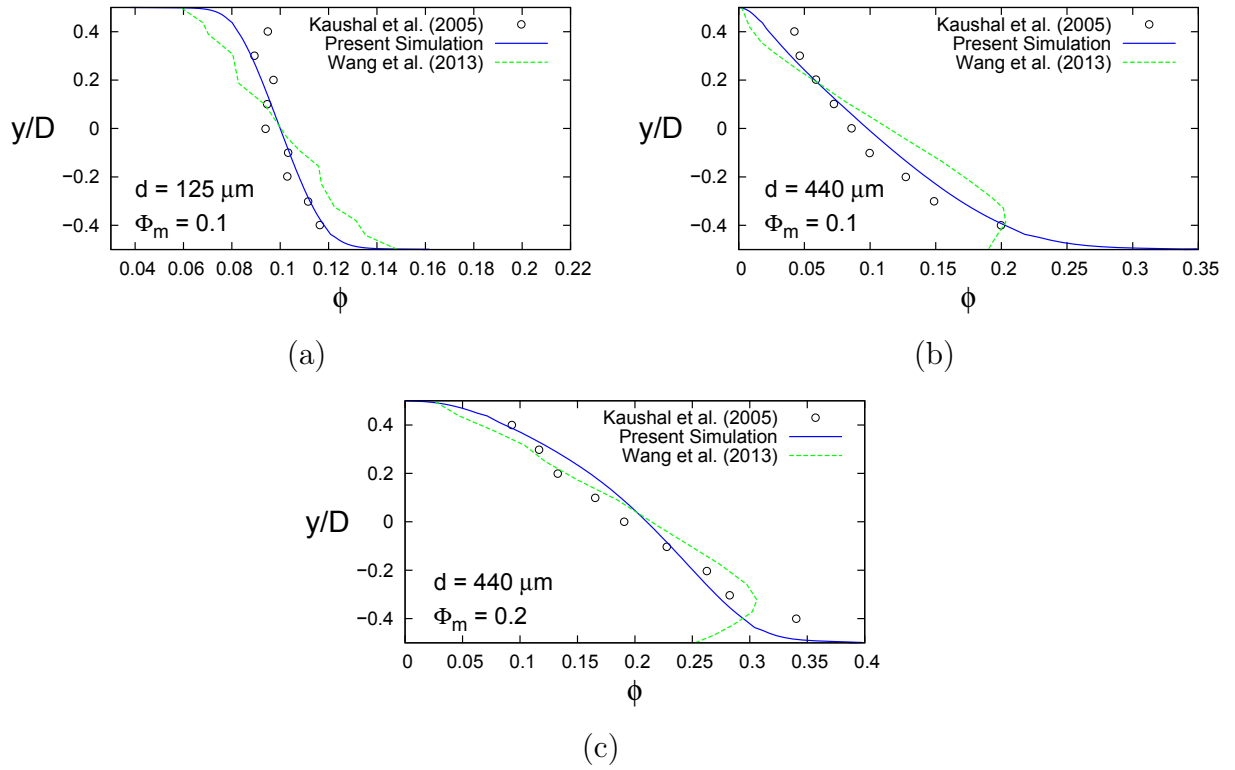 Kaushal et al. (2005)
Present Simulation
Wang et al. (2013)
0.4
0.2
0
−0.2
−0.4
y/D
d = 125 μm
Φm = 0.1
0.04 0.06 0.08 0.1 0.12 0.14 0.16 0.18 0.2 0.22
ϕ
(a)
Kaushal et al. (2005)
Present Simulation
Wang et al. (2013)
0.4
0.2
0
−0.2
−0.4
y/D
d = 440 μm
Φm = 0.1
0 0.05 0.1 0.15 0.2 0.25 0.3 0.35
ϕ
(b)
Kaushal et al. (2005)
Present Simulation
Wang et al. (2013)
0.4
0.2
0
−0.2
−0.4
y/D
d = 440 μm
Φm = 0.2
0 0.05 0.1 0.15 0.2 0.25 0.3 0.35 0.4
ϕ
(c)